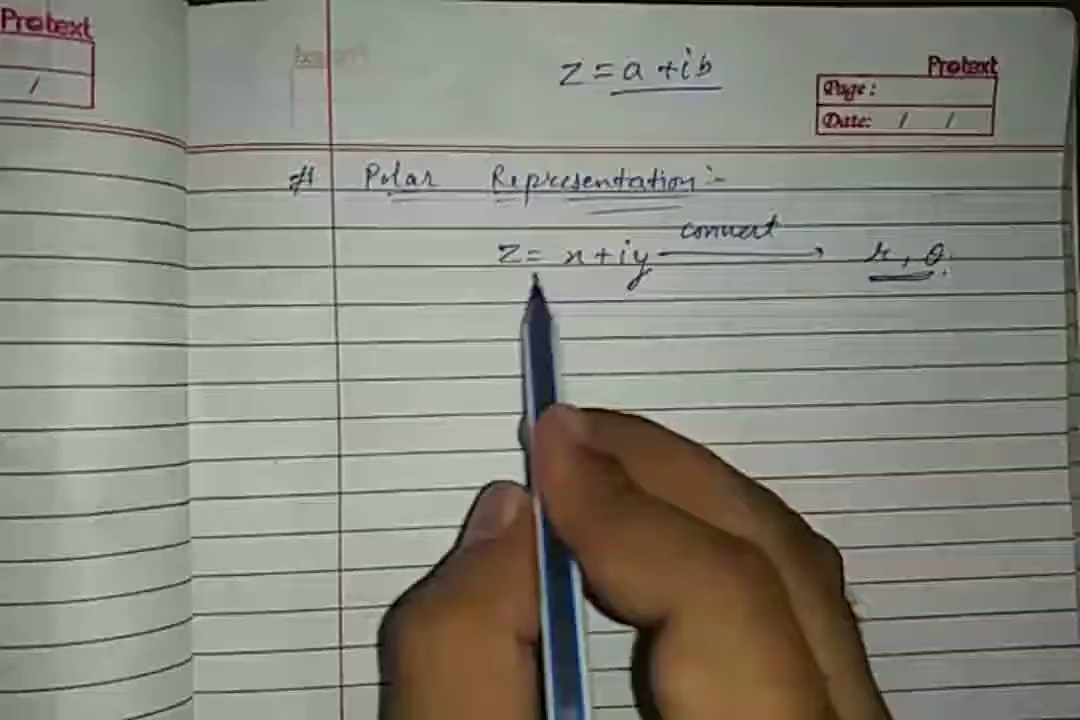 Protext
/
z = a + ib
Protext
Page:
Date: / /
# Polar Representation :-
z = x + iy convert → r, θ.